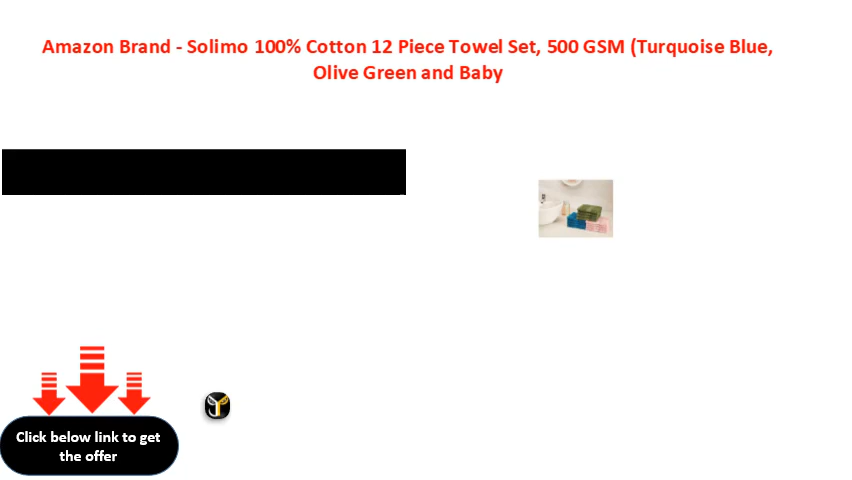 Amazon Brand - Solimo 100% Cotton 12 Piece Towel Set, 500 GSM (Turquoise Blue,
Olive Green and Baby
Click below link to get
the offer